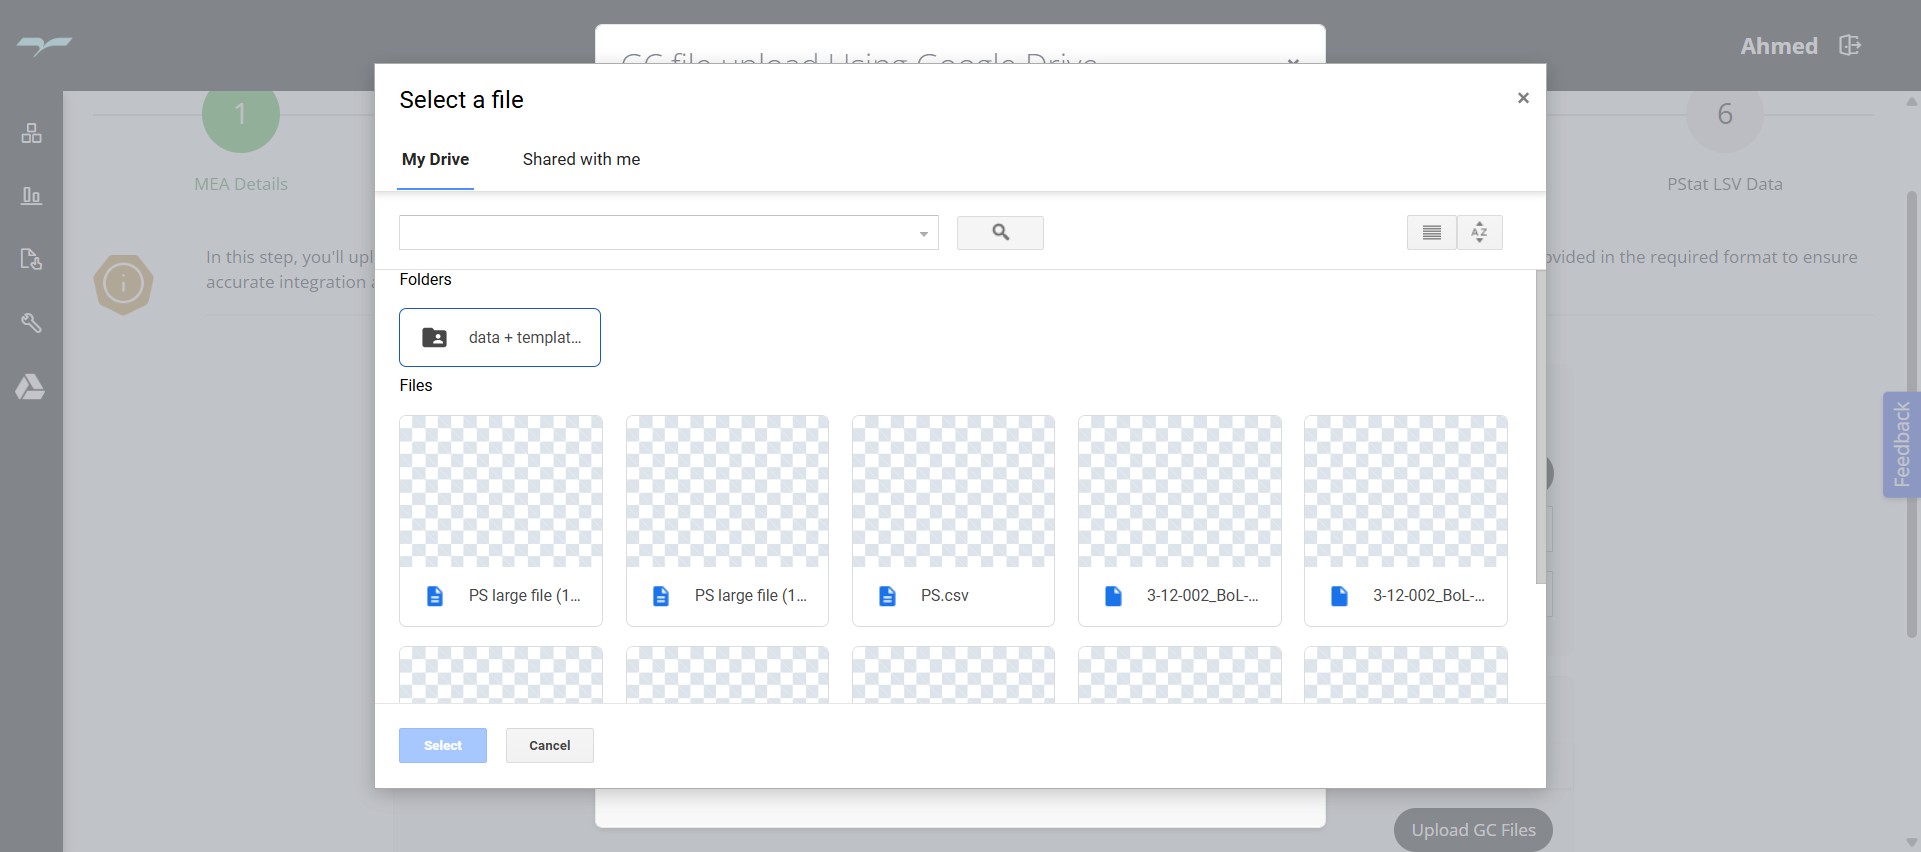 GC file upload Using Google Drive
Ahmed
Select a file
×
My Drive
Shared with me
1
6
MEA Details
PStat LSV Data
In this step, you'll upl
ovided in the required format to ensure
accurate integration a
AZ
Folders
data + templat...
Files
PS large file (1...
PS large file (1...
PS.csv
3-12-002_BoL-...
3-12-002_BoL-...
Feedback
Select
Cancel
Upload GC Files